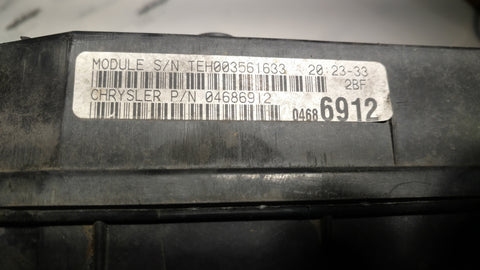 MODULE S/N TEH003561633 20:23-33
2BF
CHRYSLER P/N 04686912
04686912